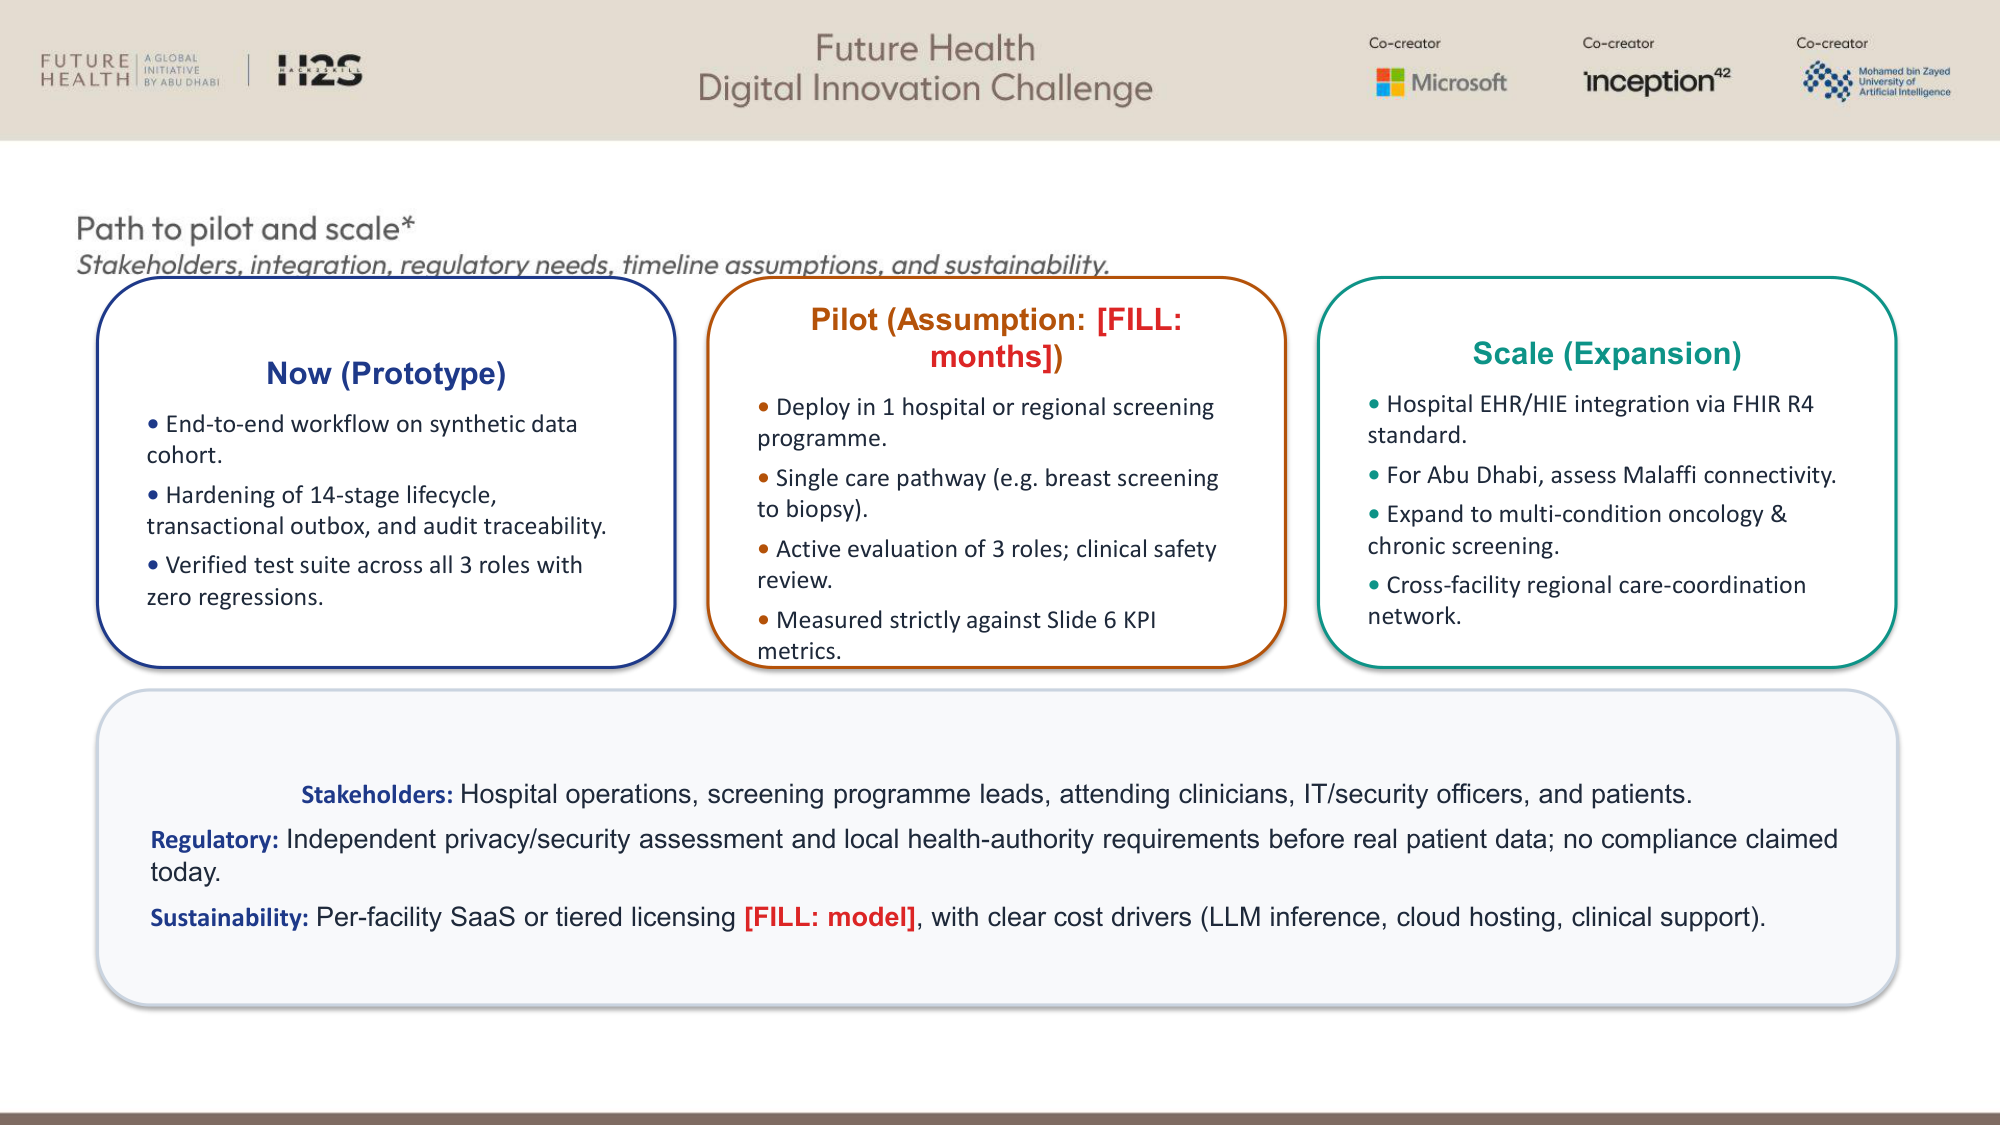 FUTURE HEALTH
A GLOBAL INITIATIVE BY ABU DHABI
H2S
HACK2SKILL
Future Health
Digital Innovation Challenge
Co-creator
Microsoft
Co-creator
inception42
Co-creator
Mohamed bin Zayed
University of
Artificial Intelligence
Path to pilot and scale*
Stakeholders, integration, regulatory needs, timeline assumptions, and sustainability.
Now (Prototype)
• End-to-end workflow on synthetic data
cohort.
• Hardening of 14-stage lifecycle,
transactional outbox, and audit traceability.
• Verified test suite across all 3 roles with
zero regressions.
Pilot (Assumption: [FILL:
months])
• Deploy in 1 hospital or regional screening
programme.
• Single care pathway (e.g. breast screening
to biopsy).
• Active evaluation of 3 roles; clinical safety
review.
• Measured strictly against Slide 6 KPI
metrics.
Scale (Expansion)
• Hospital EHR/HIE integration via FHIR R4
standard.
• For Abu Dhabi, assess Malaffi connectivity.
• Expand to multi-condition oncology &
chronic screening.
• Cross-facility regional care-coordination
network.
Stakeholders: Hospital operations, screening programme leads, attending clinicians, IT/security officers, and patients.
Regulatory: Independent privacy/security assessment and local health-authority requirements before real patient data; no compliance claimed
today.
Sustainability: Per-facility SaaS or tiered licensing [FILL: model], with clear cost drivers (LLM inference, cloud hosting, clinical support).